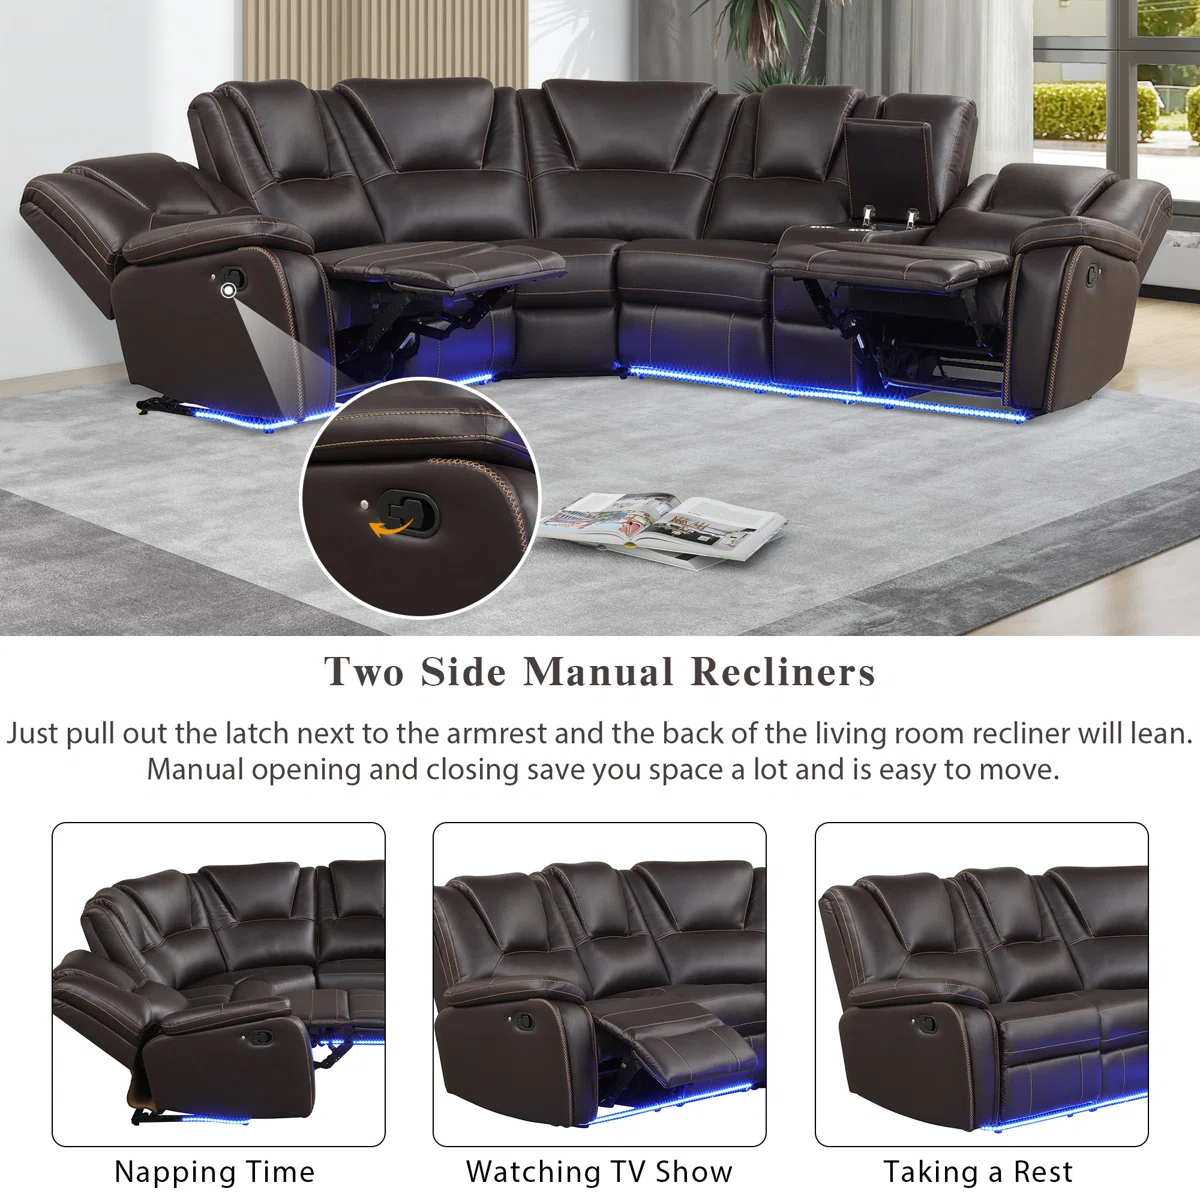 Two Side Manual Recliners
Just pull out the latch next to the armrest and the back of the living room recliner will lean.
Manual opening and closing save you space a lot and is easy to move.
Napping Time
Watching TV Show
Taking a Rest